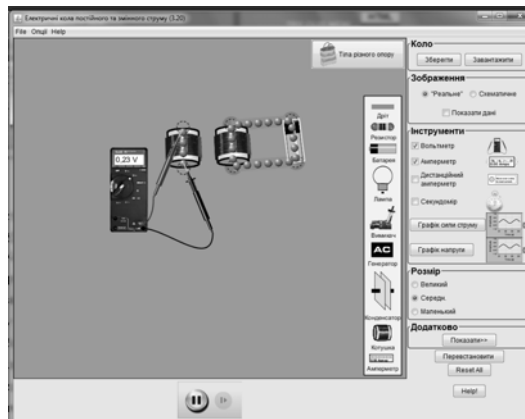 Електричні кола постійного та змінного струму (3.20)
File Опції Help
Тіла різного опору
0,23 V
Дріт
Резистор
Батарея
Лампа
Вимикач
AC
Генератор
Конденсатор
Котушка
Амперметр
Коло
Зберегти Завантажити
Зображення
"Реальне" Схематичне
Показати дані
Інструменти
Вольтметр
Амперметр
Дистанційний
амперметр
Секундомір
Графік сили струму
Графік напруги
Розмір
Великий
Середн.
Маленький
Додатково
Показати>>
Переестановити
Reset All
Help!